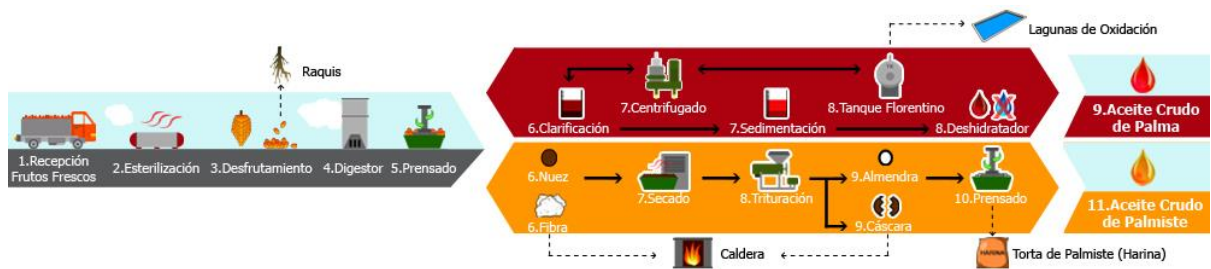 Lagunas de Oxidación
Raquis
7.Centrifugado
8.Tanque Florentino
6.Clarificación
7.Sedimentación
8.Deshidratador
9.Aceite Crudo
de Palma
1.Recepción
Frutos Frescos
2.Esterilización
3.Desfrutamiento
4.Digestor
5.Prensado
6.Nuez
7.Secado
8.Trituración
9.Almendra
10.Prensado
6.Fibra
9.Cáscara
11.Aceite Crudo
de Palmiste
Caldera
HARINA
Torta de Palmiste (Harina)